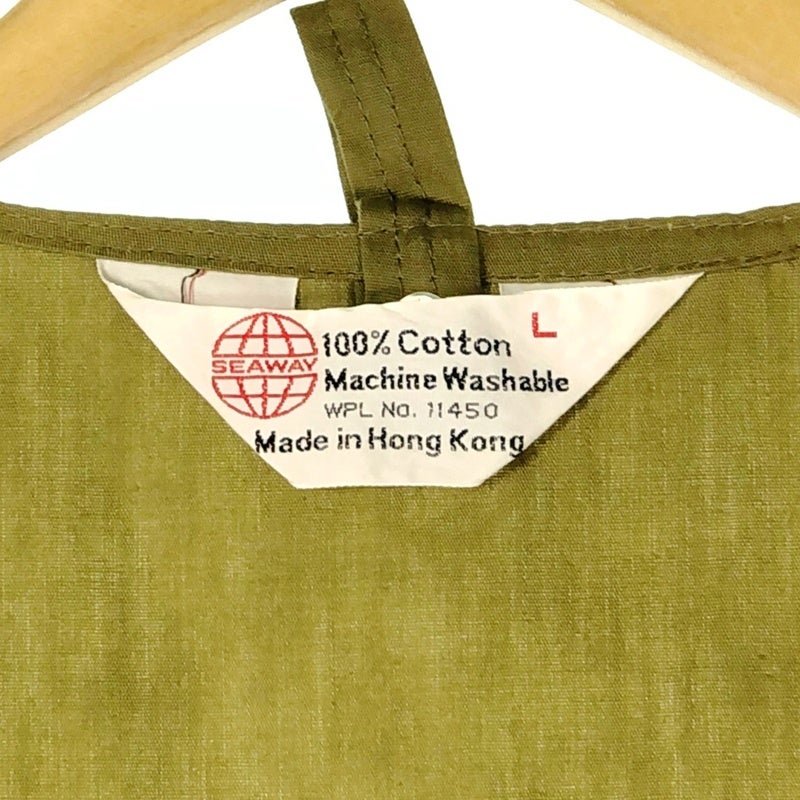 L
100% Cotton
SEAWAY
Machine Washable
WPL No. 11450
Made in Hong Kong